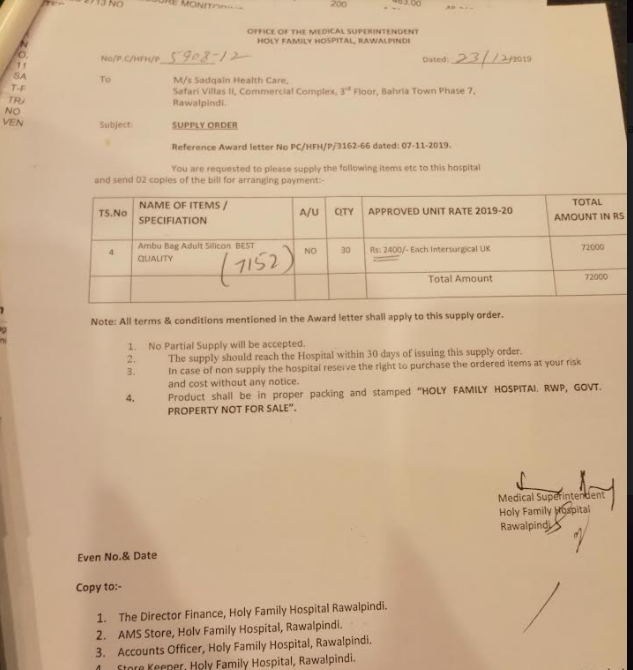 2713 NO
MONITORING
200
463.00
OFFICE OF THE MEDICAL SUPERINTENDENT
HOLY FAMILY HOSPITAL, RAWALPINDI
No/P.C/HFH/P 5908-12
Dated: 23/12/2019
To
M/s Sadqain Health Care,
Safari Villas II, Commercial Complex, 3rd Floor, Bahria Town Phase 7,
Rawalpindi.
Subject: SUPPLY ORDER
Reference Award letter No PC/HFH/P/3162-66 dated: 07-11-2019.
You are requested to please supply the following items etc to this hospital
and send 02 copies of the bill for arranging payment:-
TS.No NAME OF ITEMS / SPECIFIATION A/U QTY APPROVED UNIT RATE 2019-20 TOTAL AMOUNT IN RS
4 Ambu Bag Adult Silicon BEST QUALITY (7152) NO 30 Rs: 2400/- Each Intersurgical UK 72000
Total Amount 72000
Note: All terms & conditions mentioned in the Award letter shall apply to this supply order.
1. No Partial Supply will be accepted.
2. The supply should reach the Hospital within 30 days of issuing this supply order.
3. In case of non supply the hospital reserve the right to purchase the ordered items at your risk
and cost without any notice.
4. Product shall be in proper packing and stamped "HOLY FAMILY HOSPITAL RWP, GOVT.
PROPERTY NOT FOR SALE".
Medical Superintendent
Holy Family Hospital
Rawalpindi
Even No.& Date
Copy to:-
1. The Director Finance, Holy Family Hospital Rawalpindi.
2. AMS Store, Holy Family Hospital, Rawalpindi.
3. Accounts Officer, Holy Family Hospital, Rawalpindi.
4. Store Keeper, Holy Family Hospital, Rawalpindi.